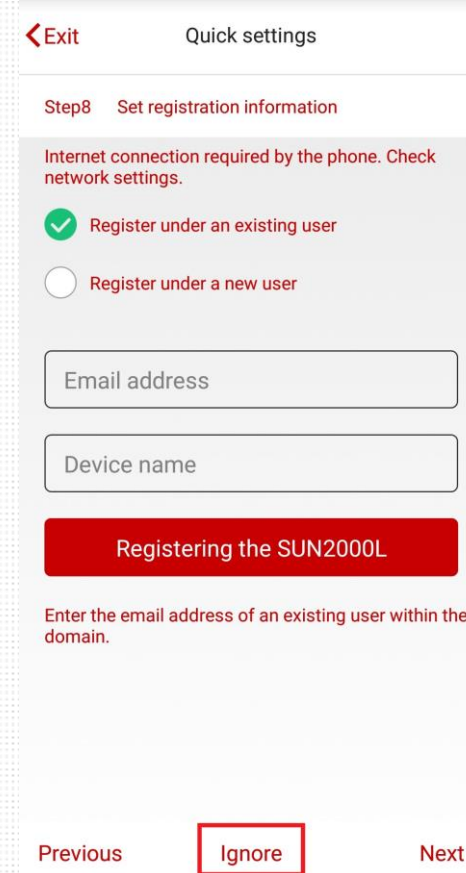 Exit Quick settings
Step8 Set registration information
Internet connection required by the phone. Check
network settings.
Register under an existing user
Register under a new user
Email address
Device name
Registering the SUN2000L
Enter the email address of an existing user within the
domain.
Previous Ignore Next